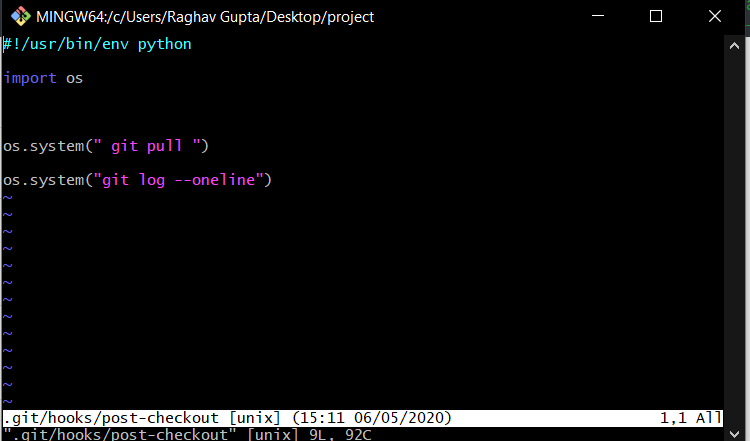 MINGW64:/c/Users/Raghav Gupta/Desktop/project
#!/usr/bin/env python
import os
os.system(" git pull ")
os.system("git log --oneline")
~
~
~
~
~
~
~
~
~
~
~
~
~
.git/hooks/post-checkout [unix] (15:11 06/05/2020) 1,1 All
".git/hooks/post-checkout" [unix] 9L, 92C